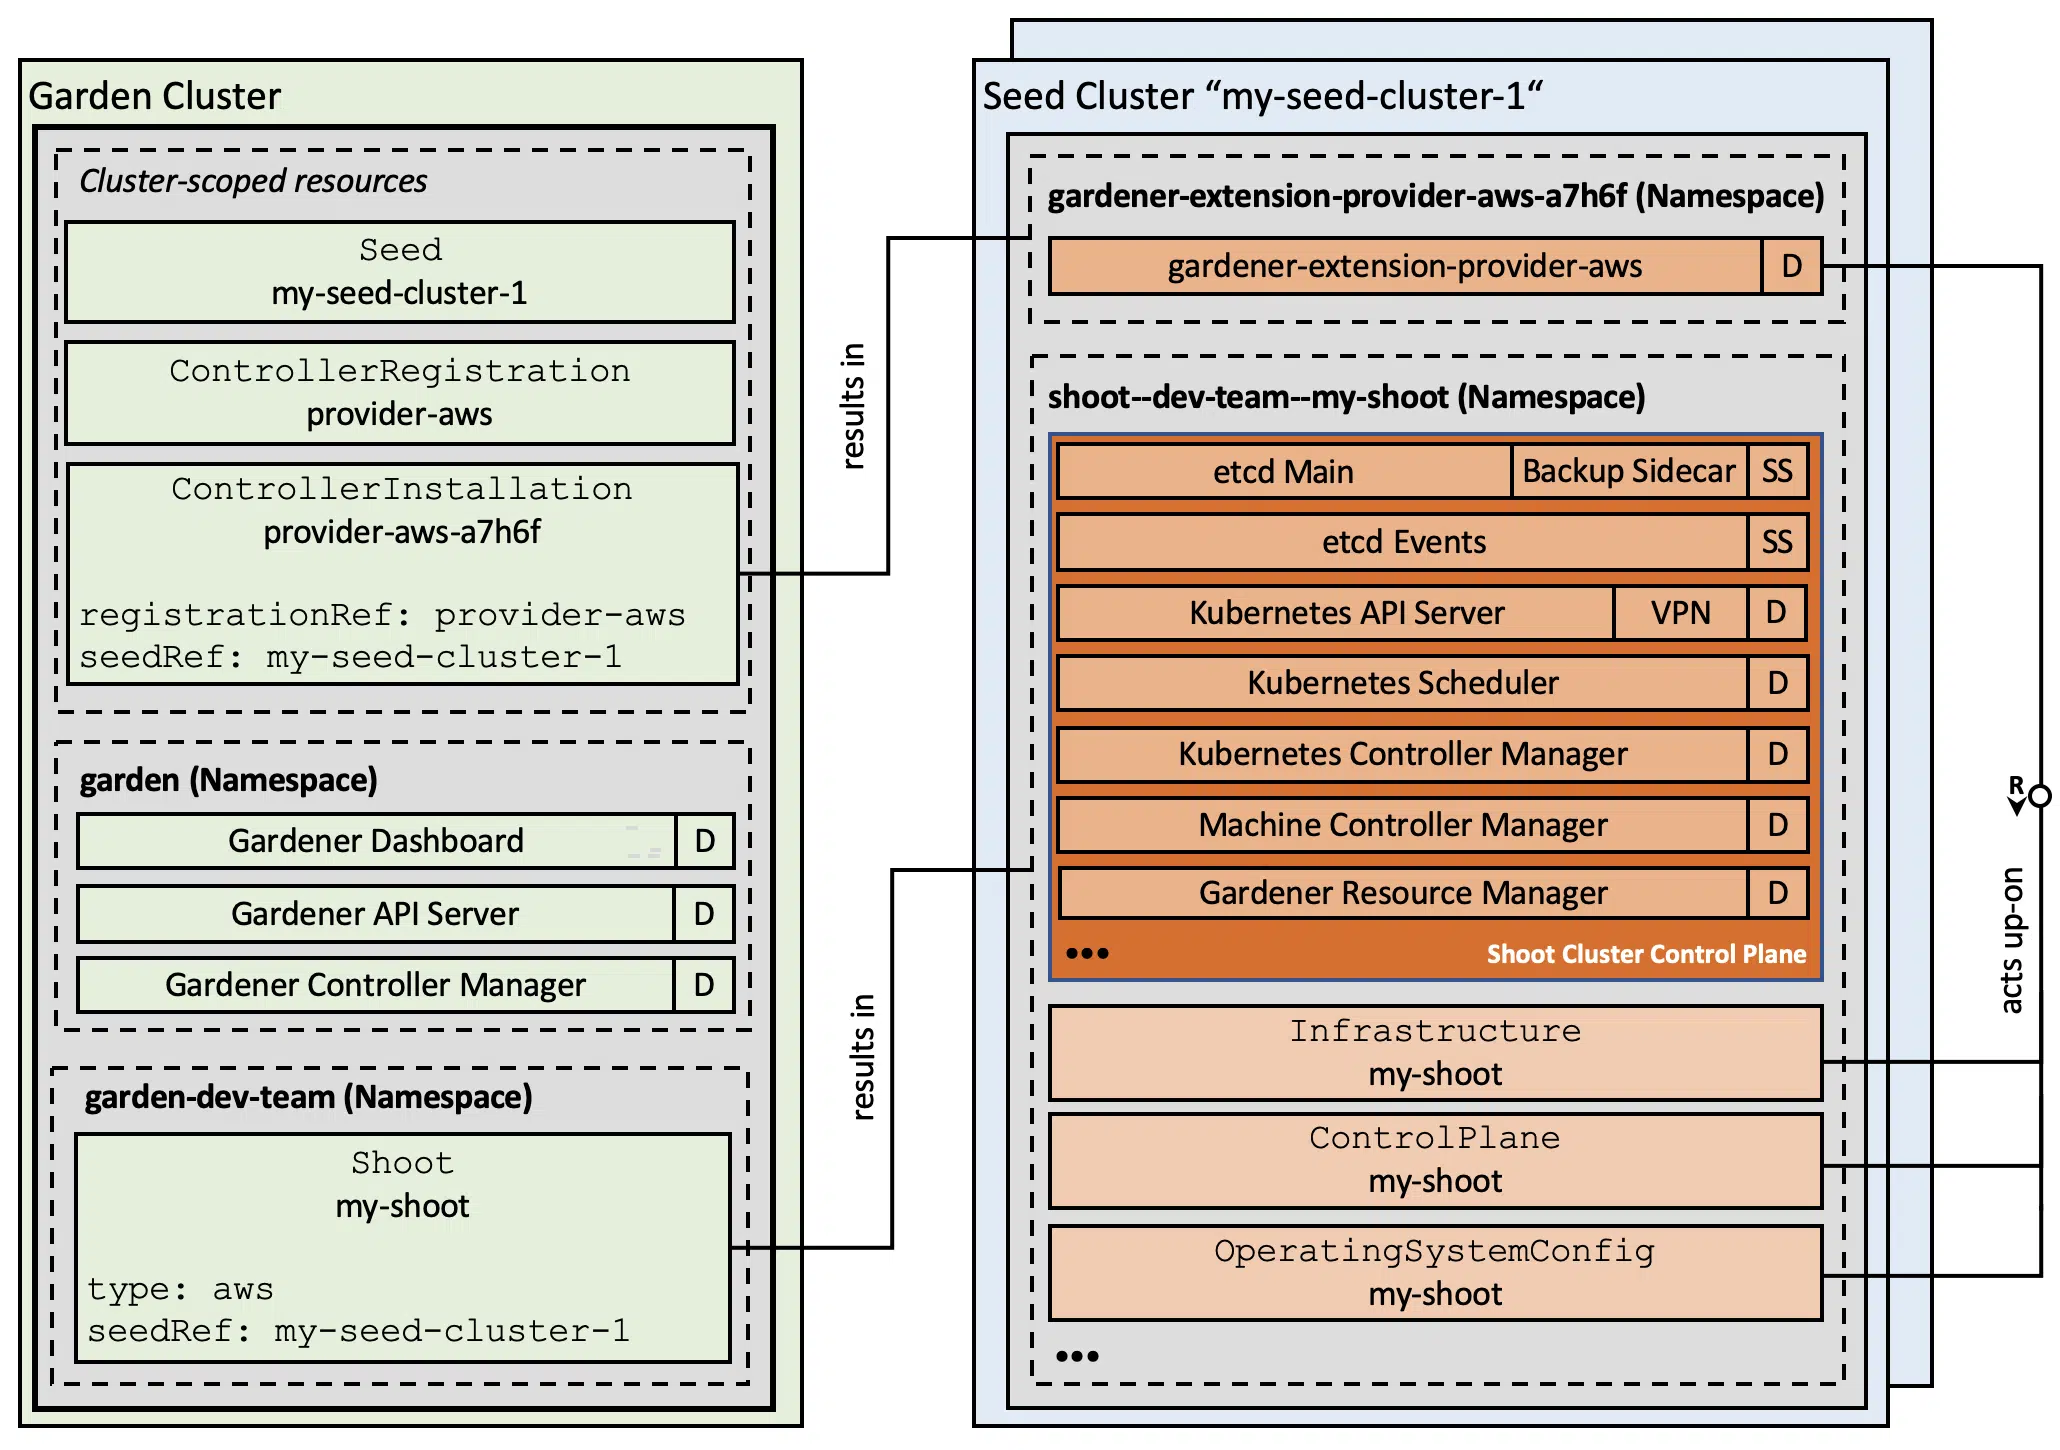 Garden Cluster
Cluster-scoped resources
Seed
my-seed-cluster-1
ControllerRegistration
provider-aws
ControllerInstallation
provider-aws-a7h6f
registrationRef: provider-aws
seedRef: my-seed-cluster-1
garden (Namespace)
Gardener Dashboard D
Gardener API Server D
Gardener Controller Manager D
garden-dev-team (Namespace)
Shoot
my-shoot
type: aws
seedRef: my-seed-cluster-1
results in
results in
Seed Cluster “my-seed-cluster-1“
gardener-extension-provider-aws-a7h6f (Namespace)
gardener-extension-provider-aws D
shoot--dev-team--my-shoot (Namespace)
etcd Main Backup Sidecar SS
etcd Events SS
Kubernetes API Server VPN D
Kubernetes Scheduler D
Kubernetes Controller Manager D
Machine Controller Manager D
Gardener Resource Manager D
••• Shoot Cluster Control Plane
Infrastructure
my-shoot
ControlPlane
my-shoot
OperatingSystemConfig
my-shoot
•••
R
acts up-on